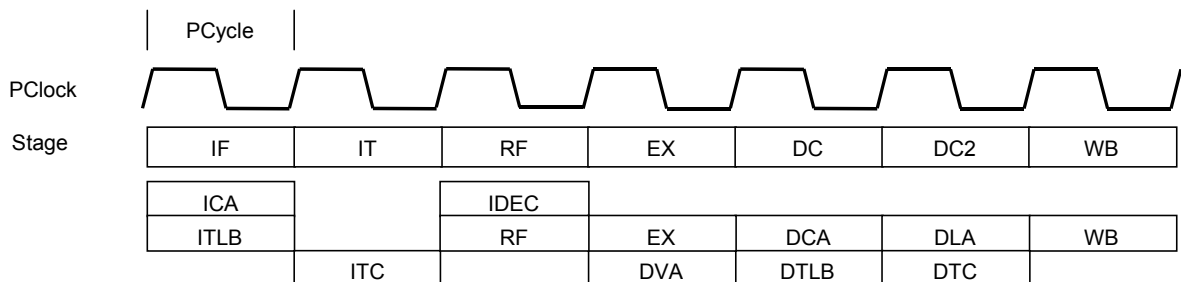 PCycle
PClock
Stage IF IT RF EX DC DC2 WB
ICA IDEC
ITLB RF EX DCA DLA WB
ITC DVA DTLB DTC